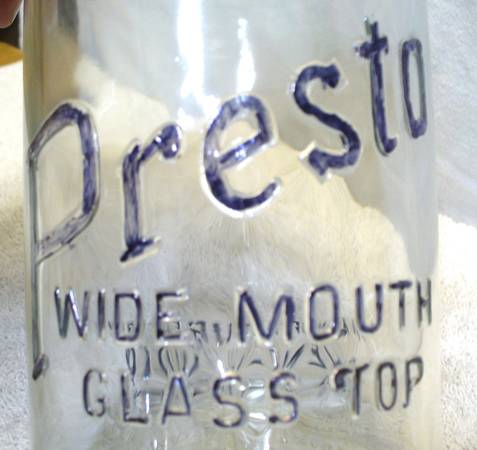 Presto
WIDE MOUTH
GLASS TOP